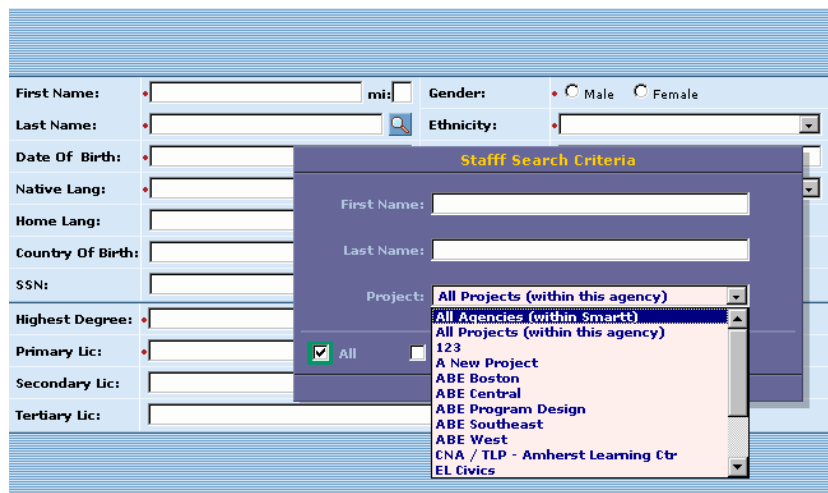 First Name: mi: Gender: Male Female
Last Name: Ethnicity:
Date Of Birth:
Native Lang:
Home Lang:
Country Of Birth:
SSN:
Highest Degree:
Primary Lic:
Secondary Lic:
Tertiary Lic:
Stafff Search Criteria
First Name:
Last Name:
Project: All Projects (within this agency)
All Agencies (within Smartt)
All Projects (within this agency)
123
A New Project
ABE Boston
ABE Central
ABE Program Design
ABE Southeast
ABE West
CNA / TLP - Amherst Learning Ctr
EL Civics
All